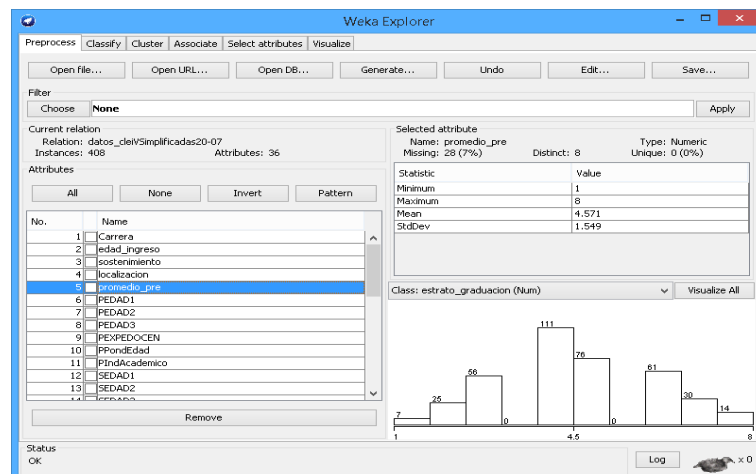 Weka Explorer
Preprocess Classify Cluster Associate Select attributes Visualize
Open file... Open URL... Open DB... Generate... Undo Edit... Save...
Filter
Choose None Apply
Current relation
Relation: datos_cleiVSimplificadas20-07
Instances: 408 Attributes: 36
Attributes
All None Invert Pattern
No. Name
1 Carrera
2 edad_ingreso
3 sostenimiento
4 localizacion
5 promedio_pre
6 PEDAD1
7 PEDAD2
8 PEDAD3
9 PEXPEDOCEN
10 PPondEdad
11 PIndAcademico
12 SEDAD1
13 SEDAD2
Remove
Selected attribute
Name: promedio_pre Type: Numeric
Missing: 28 (7%) Distinct: 8 Unique: 0 (0%)
Statistic Value
Minimum 1
Maximum 8
Mean 4.571
StdDev 1.549
Class: estrato_graduacion (Num) Visualize All
7 25 56 0 111 76 0 61 30 14
1 4.5 8
Status
OK
Log x 0